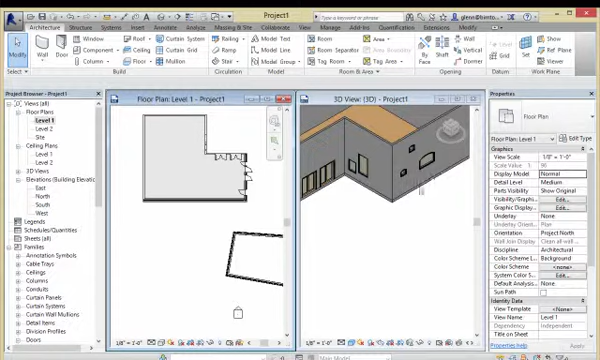 Project1
Type a keyword or phrase
Architecture Structure Systems Insert Annotate Analyze Massing & Site Collaborate View Manage Add-Ins Quantification Extensions Modify
Modify
Wall
Door
Window
Component
Column
Roof
Ceiling
Floor
Curtain System
Curtain Grid
Mullion
Railing
Ramp
Stair
Model Text
Model Line
Model Group
Room
Room Separator
Tag Room
Area
Area Boundary
Tag Area
By Face
Shaft
Wall
Vertical
Dormer
Set
Show
Ref Plane
Viewer
Select
Build
Circulation
Model
Room & Area
Opening
Datum
Work Plane
Project Browser - Project1
Views (all)
Floor Plans
Level 1
Level 2
Site
Ceiling Plans
Level 1
Level 2
3D Views
Elevations (Building Elevation)
East
North
South
West
Legends
Schedules/Quantities
Sheets (all)
Families
Annotation Symbols
Cable Trays
Ceilings
Columns
Conduits
Curtain Panels
Curtain Systems
Curtain Wall Mullions
Detail Items
Division Profiles
Doors
Floor Plan: Level 1 - Project1
1/8" = 1'-0"
3D View: {3D} - Project1
1/8" = 1'-0"
Main Model
Properties
Floor Plan
Floor Plan: Level 1
Edit Type
Graphics
View Scale 1/8" = 1'-0"
Scale Value 1: 96
Display Model Normal
Detail Level Medium
Parts Visibility Show Original
Visibility/Graphic... Edit...
Graphic Display... Edit...
Underlay None
Orientation Project North
Wall Join Display Clean all wall...
Discipline Architectural
Color Scheme... Background
Color Scheme <none>
System Color S... Edit...
Default Analysis... None
Sun Path
Identity Data
View Template <None>
View Name Level 1
Dependency Independent
Title on Sheet
Properties help
Apply